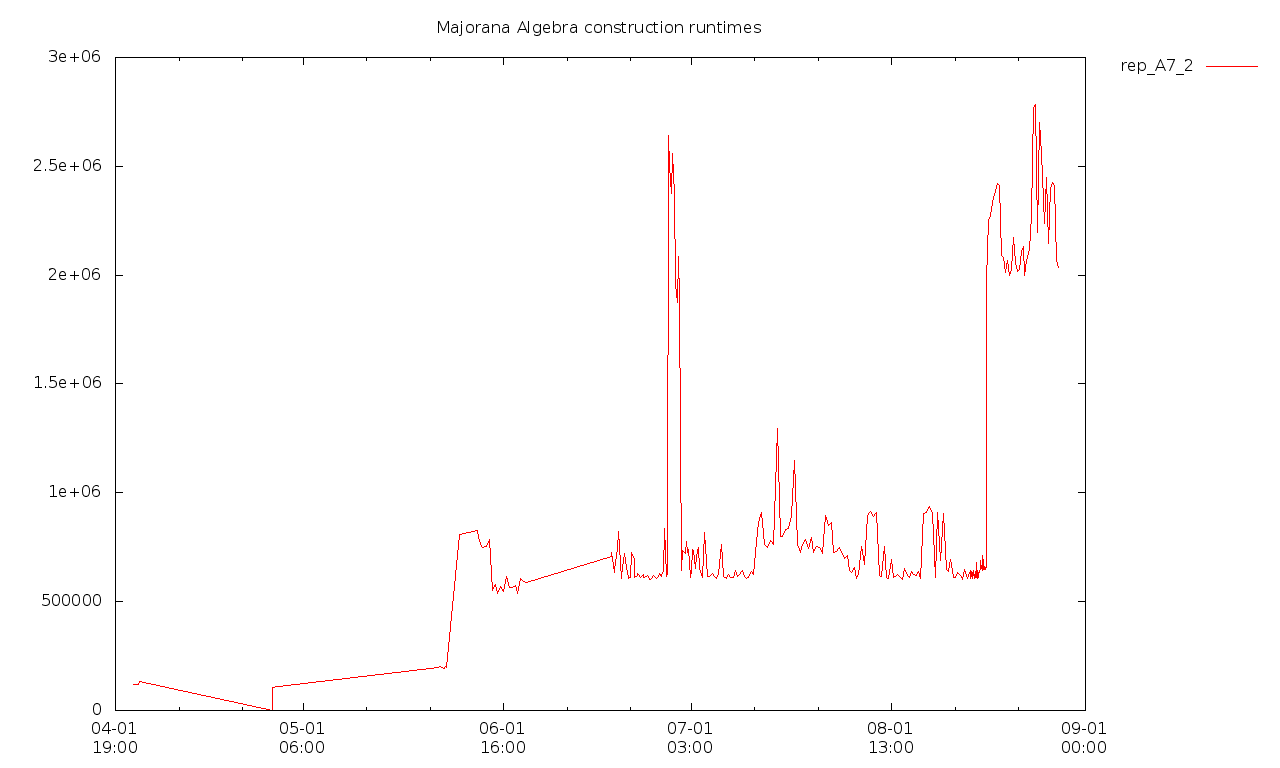 Majorana Algebra construction runtimes
rep_A7_2
3e+06
2.5e+06
2e+06
1.5e+06
1e+06
500000
0
04-01 05-01 06-01 07-01 08-01 09-01
19:00 06:00 16:00 03:00 13:00 00:00